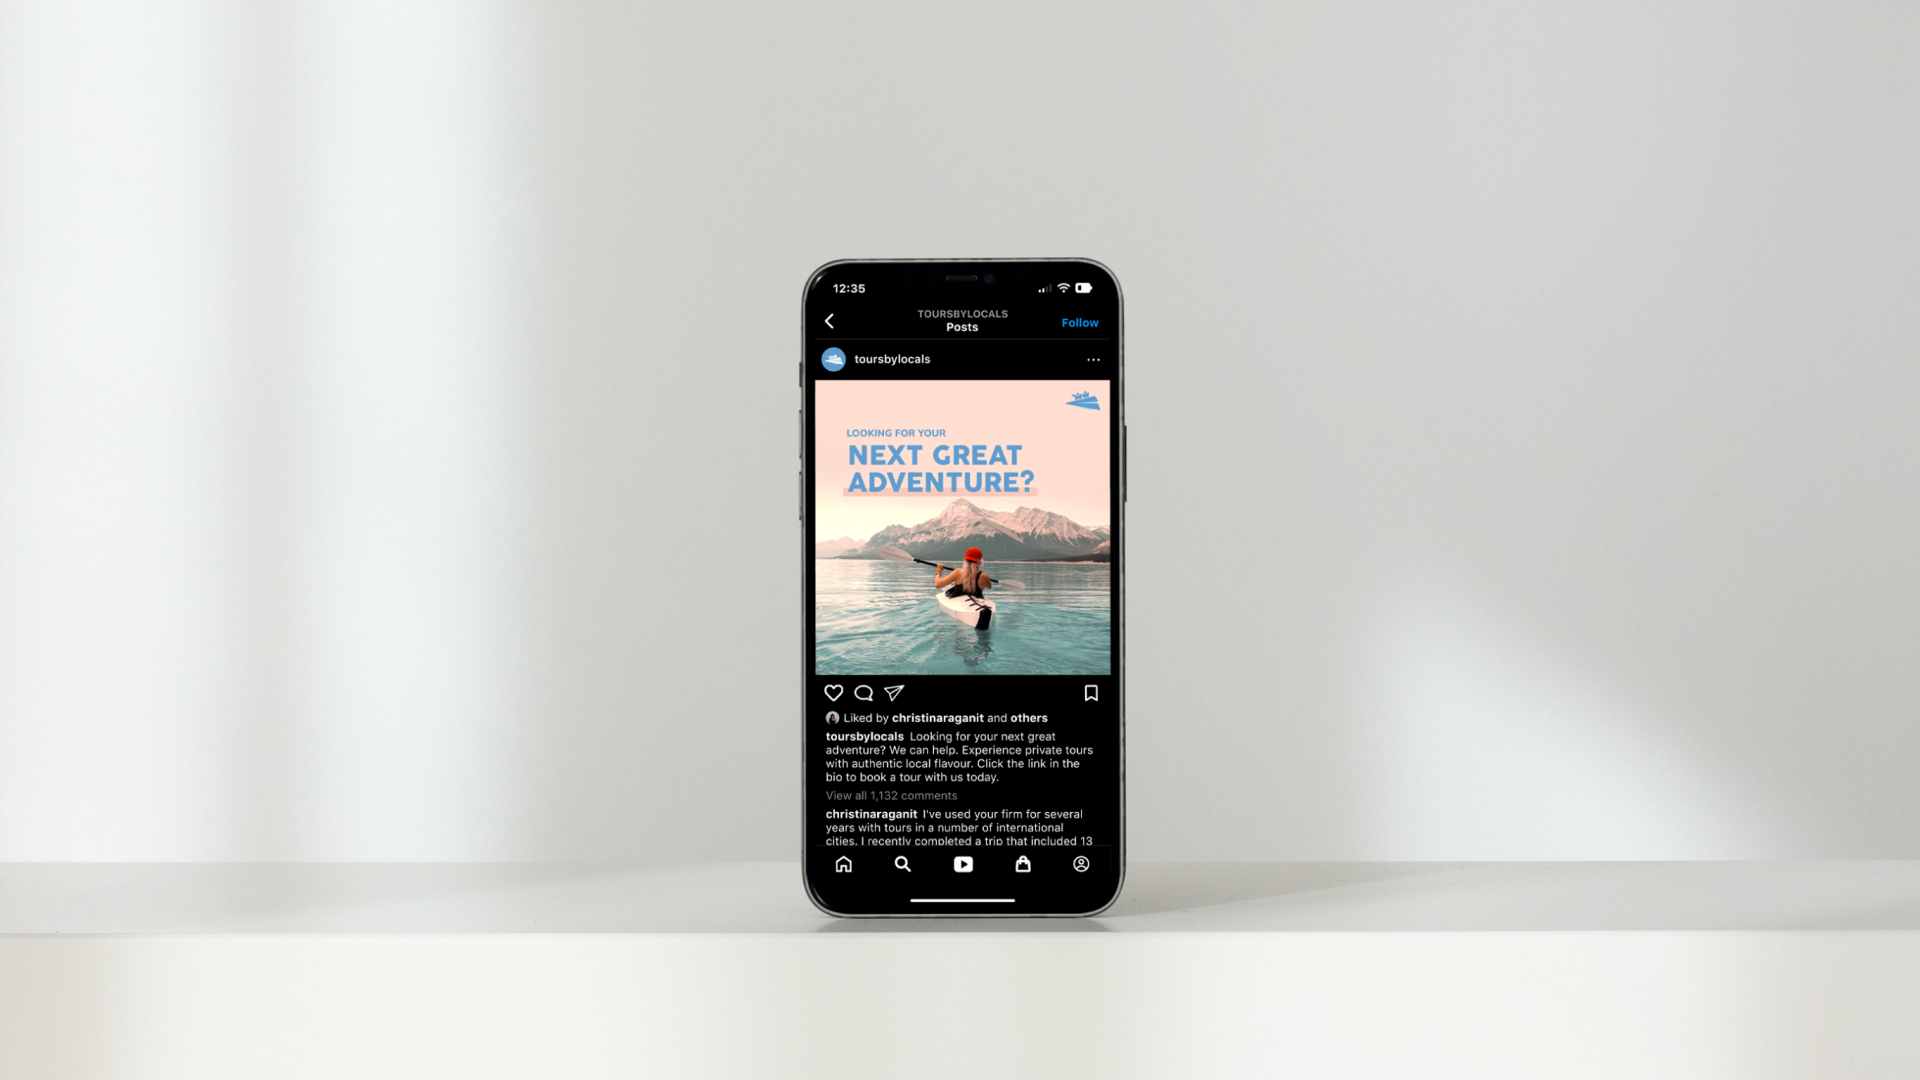 12:35
TOURSBYLOCALS
Posts
Follow
toursbylocals
LOOKING FOR YOUR
NEXT GREAT
ADVENTURE?
Liked by christinaraganit and others
toursbylocals Looking for your next great
adventure? We can help. Experience private tours
with authentic local flavour. Click the link in the
bio to book a tour with us today.
View all 1,132 comments
christinaraganit I've used your firm for several
years with tours in a number of international
cities. I recently completed a trip that included 13